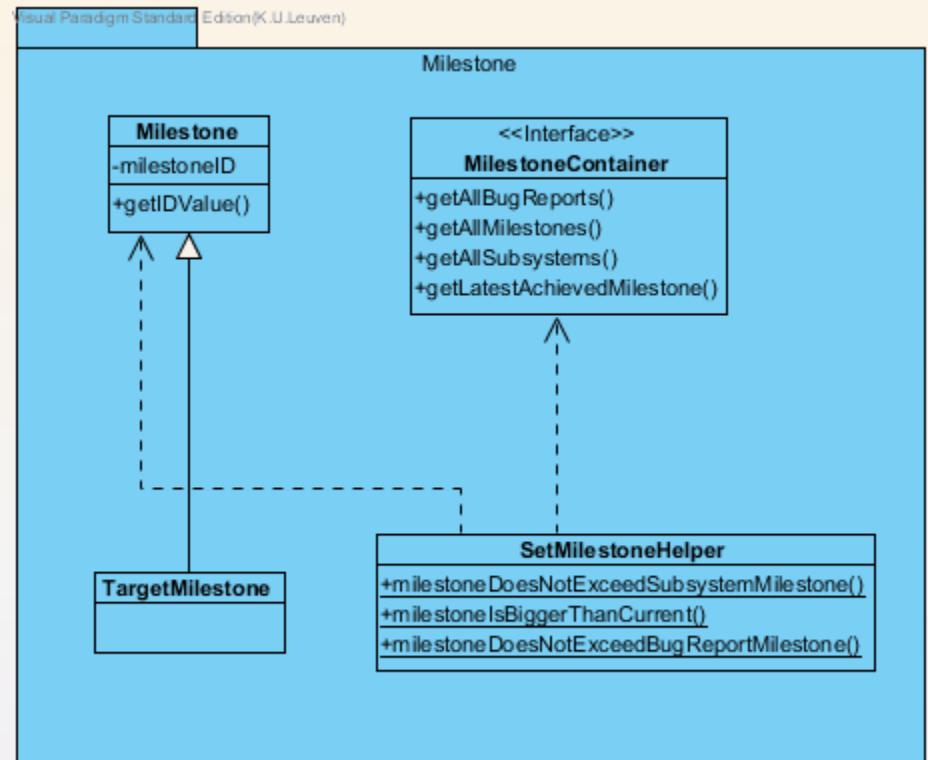 Visual Paradigm Standard Edition(K.U.Leuven)
Milestone
Milestone
-milestoneID
+getIDValue()
<<Interface>>
MilestoneContainer
+getAllBugReports()
+getAllMilestones()
+getAllSubsystems()
+getLatestAchievedMilestone()
TargetMilestone
SetMilestoneHelper
+milestoneDoesNotExceedSubsystemMilestone()
+milestoneIsBiggerThanCurrent()
+milestoneDoesNotExceedBugReportMilestone()